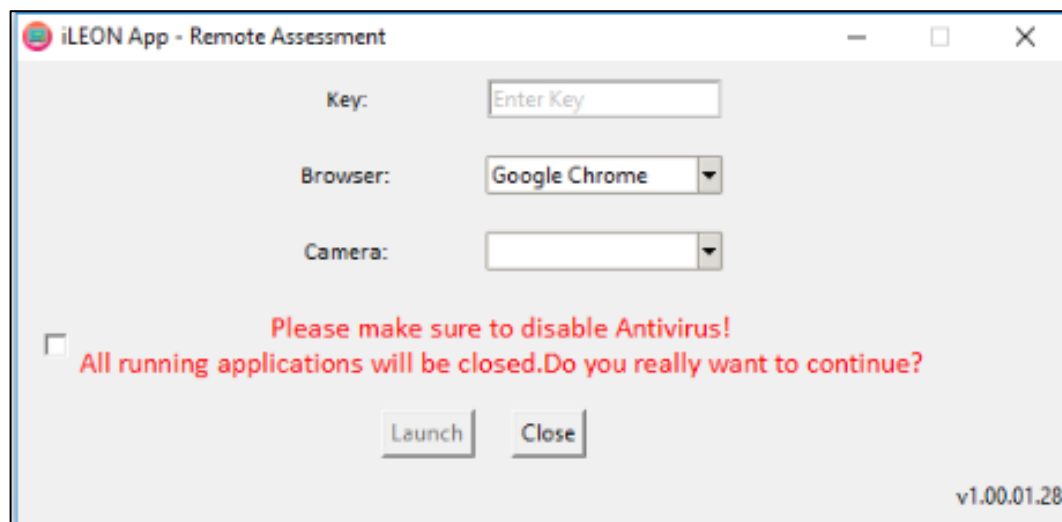 iLEON App - Remote Assessment
Key:
Enter Key
Browser:
Google Chrome
Camera:
Please make sure to disable Antivirus!
All running applications will be closed.Do you really want to continue?
Launch
Close
v1.00.01.28